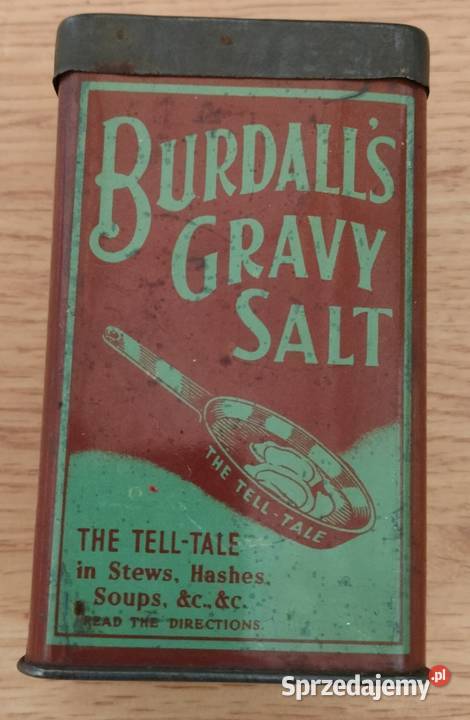 BURDALL'S
GRAVY
SALT
THE TELL-TALE
THE TELL-TALE
in Stews, Hashes,
Soups, &c., &c.
READ THE DIRECTIONS.
Sprzedajemy.pl